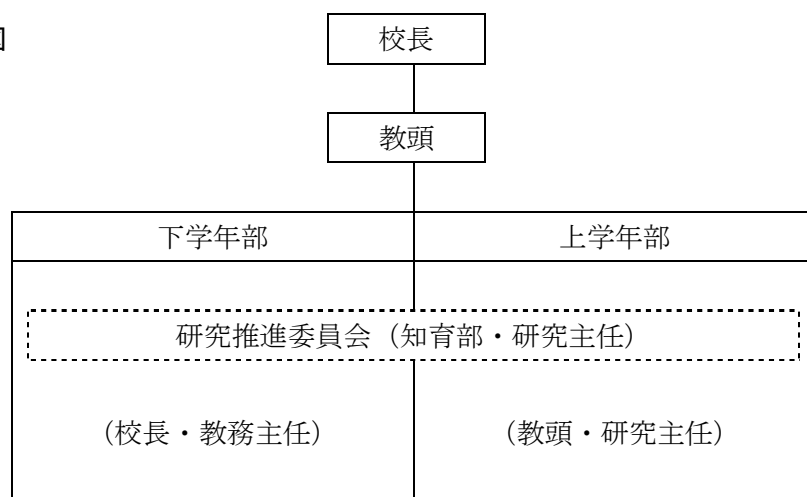 校長
教頭
下学年部 上学年部
研究推進委員会（知育部・研究主任）
（校長・教務主任） （教頭・研究主任）